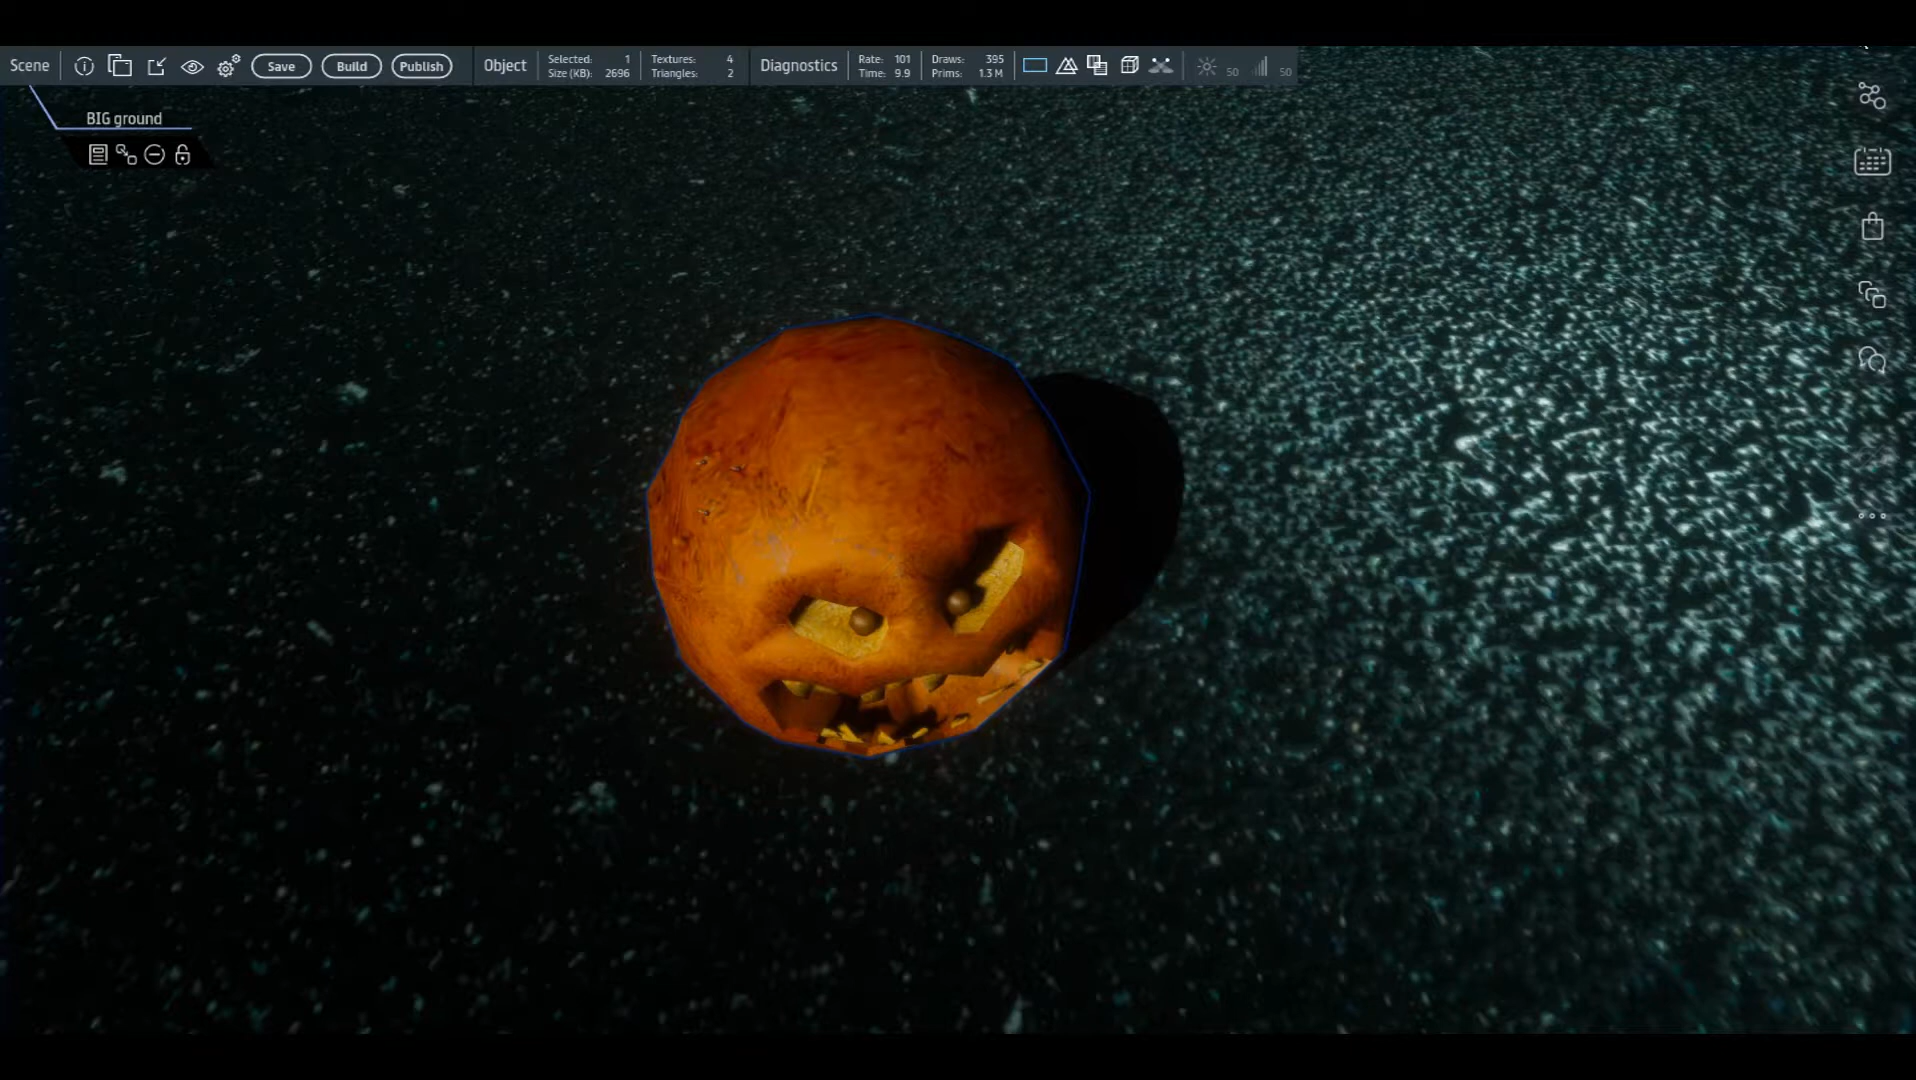 Scene Save Build Publish Object Selected: 1 Textures: 4 Diagnostics Rate: 101 Draws: 395
Size (KB): 2696 Triangles: 2 Time: 9.9 Prims: 1.3 M 50 50
BIG ground